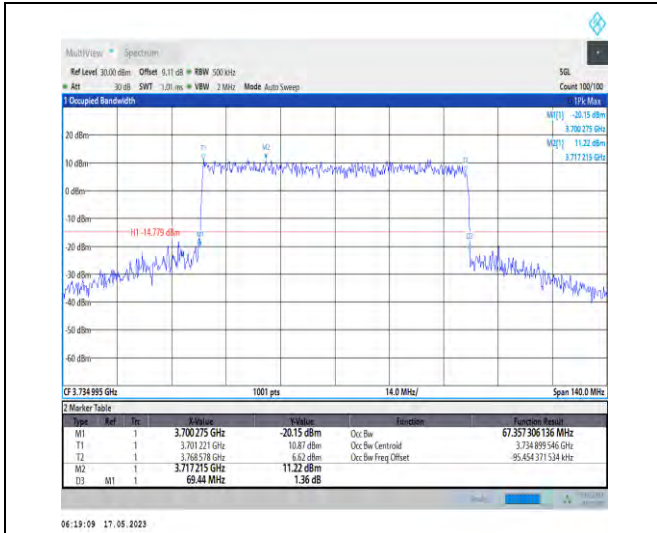 MultiView Spectrum
Ref Level 30.00 dBm Offset 9.11 dB RBW 500 kHz SGL
Att 30 dB SWT 1.01 ms VBW 2 MHz Mode Auto Sweep Count 100/100
1 Occupied Bandwidth 1Pk Max
M1[1] -20.15 dBm
3.700 275 GHz
M2[1] 11.22 dBm
3.717 215 GHz
20 dBm
T1 M2 T2
10 dBm
0 dBm
-10 dBm
H1 -14.779 dBm
M1 D3
-20 dBm
-30 dBm
-40 dBm
-50 dBm
-60 dBm
CF 3.734 995 GHz 1001 pts 14.0 MHz/ Span 140.0 MHz
2 Marker Table
Type Ref Trc X-Value Y-Value Function Function Result
M1 1 3.700 275 GHz -20.15 dBm Occ Bw 67.357 306 136 MHz
T1 1 3.701 221 GHz 10.87 dBm Occ Bw Centroid 3.734 899 546 GHz
T2 1 3.768 578 GHz 6.62 dBm Occ Bw Freq Offset -95.454 371 534 kHz
M2 1 3.717 215 GHz 11.22 dBm
D3 M1 1 69.44 MHz 1.36 dB
06:19:09 17.05.2023